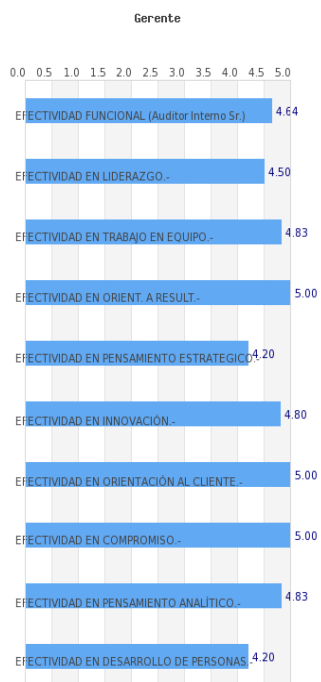 Gerente
0.0 0.5 1.0 1.5 2.0 2.5 3.0 3.5 4.0 4.5 5.0
EFECTIVIDAD FUNCIONAL (Auditor Interno Sr.) 4.64
EFECTIVIDAD EN LIDERAZGO.- 4.50
EFECTIVIDAD EN TRABAJO EN EQUIPO.- 4.83
EFECTIVIDAD EN ORIENT. A RESULT.- 5.00
EFECTIVIDAD EN PENSAMIENTO ESTRATEGICO.- 4.20
EFECTIVIDAD EN INNOVACIÓN.- 4.80
EFECTIVIDAD EN ORIENTACIÓN AL CLIENTE.- 5.00
EFECTIVIDAD EN COMPROMISO.- 5.00
EFECTIVIDAD EN PENSAMIENTO ANALÍTICO.- 4.83
EFECTIVIDAD EN DESARROLLO DE PERSONAS.- 4.20